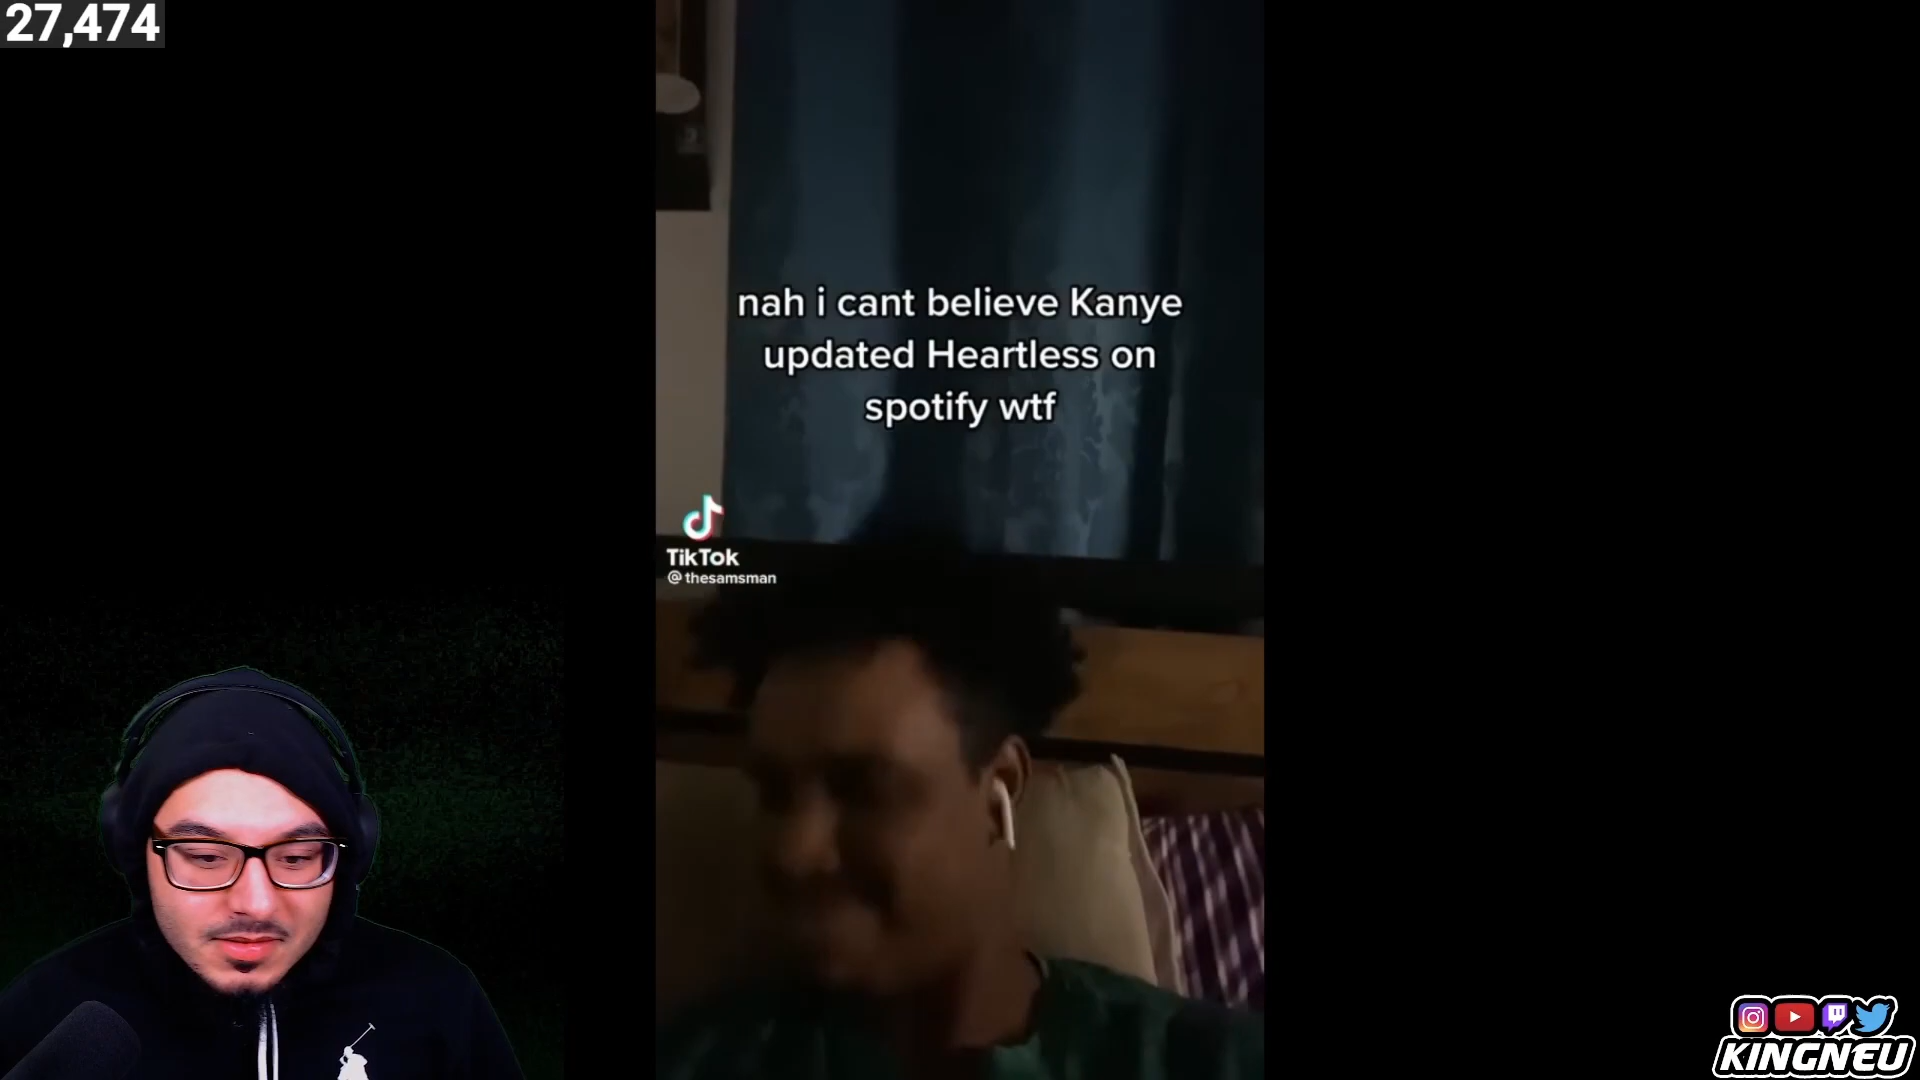 27,474
nah i cant believe Kanye
updated Heartless on
spotify wtf
TikTok
@thesamsman
KINGNEU